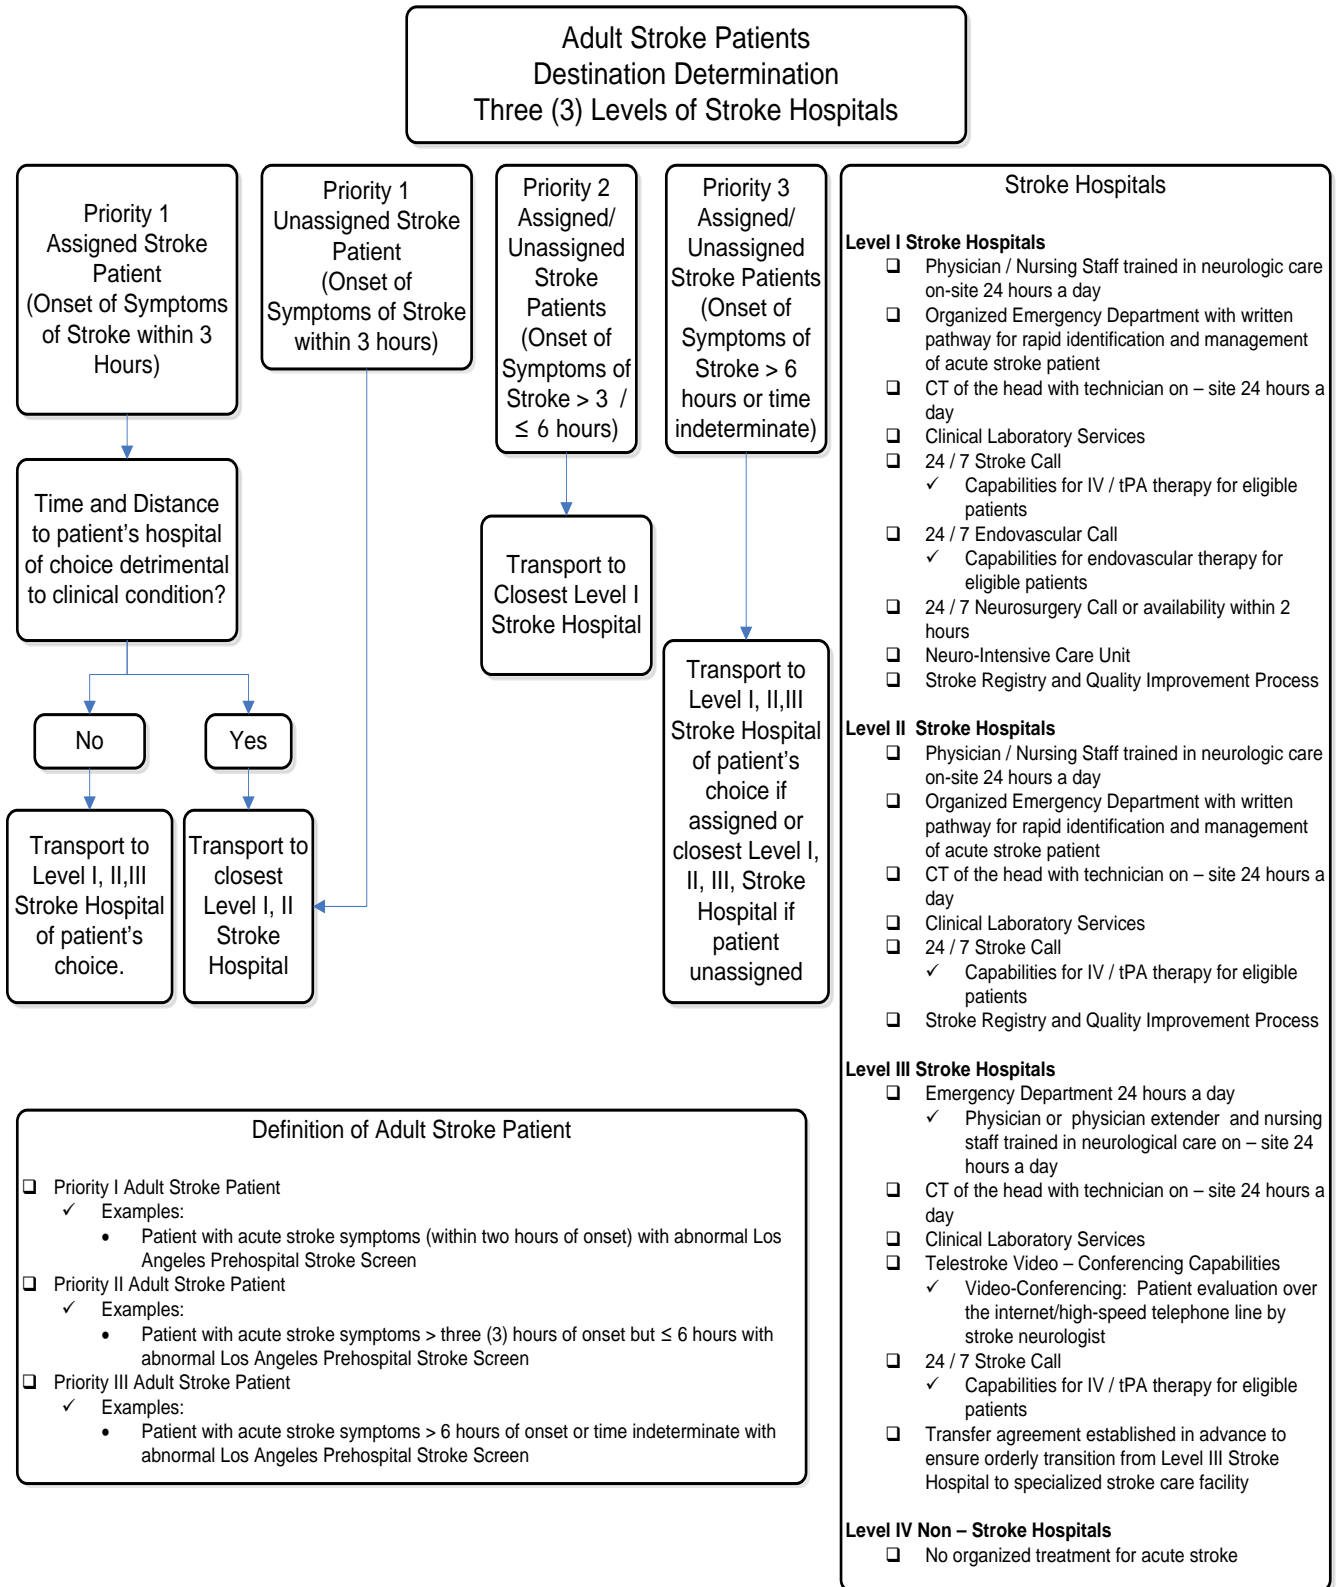 Adult Stroke Patients
Destination Determination
Three (3) Levels of Stroke Hospitals
Priority 1
Assigned Stroke
Patient
(Onset of Symptoms
of Stroke within 3
Hours)
Priority 1
Unassigned Stroke
Patient
(Onset of
Symptoms of Stroke
within 3 hours)
Priority 2
Assigned/
Unassigned
Stroke
Patients
(Onset of
Symptoms of
Stroke > 3 /
≤ 6 hours)
Priority 3
Assigned/
Unassigned
Stroke Patients
(Onset of
Symptoms of
Stroke > 6
hours or time
indeterminate)
Time and Distance
to patient's hospital
of choice detrimental
to clinical condition?
No
Yes
Transport to
Level I, II,III
Stroke Hospital
of patient's
choice.
Transport to
closest
Level I, II
Stroke
Hospital
Transport to
Closest Level I
Stroke Hospital
Transport to
Level I, II,III
Stroke Hospital
of patient's
choice if
assigned or
closest Level I,
II, III, Stroke
Hospital if
patient
unassigned
Stroke Hospitals
Level I Stroke Hospitals
❑ Physician / Nursing Staff trained in neurologic care
on-site 24 hours a day
❑ Organized Emergency Department with written
pathway for rapid identification and management
of acute stroke patient
❑ CT of the head with technician on – site 24 hours a
day
❑ Clinical Laboratory Services
❑ 24 / 7 Stroke Call
✓ Capabilities for IV / tPA therapy for eligible
patients
❑ 24 / 7 Endovascular Call
✓ Capabilities for endovascular therapy for
eligible patients
❑ 24 / 7 Neurosurgery Call or availability within 2
hours
❑ Neuro-Intensive Care Unit
❑ Stroke Registry and Quality Improvement Process
Level II Stroke Hospitals
❑ Physician / Nursing Staff trained in neurologic care
on-site 24 hours a day
❑ Organized Emergency Department with written
pathway for rapid identification and management
of acute stroke patient
❑ CT of the head with technician on – site 24 hours a
day
❑ Clinical Laboratory Services
❑ 24 / 7 Stroke Call
✓ Capabilities for IV / tPA therapy for eligible
patients
❑ Stroke Registry and Quality Improvement Process
Level III Stroke Hospitals
❑ Emergency Department 24 hours a day
✓ Physician or physician extender and nursing
staff trained in neurological care on – site 24
hours a day
❑ CT of the head with technician on – site 24 hours a
day
❑ Clinical Laboratory Services
❑ Telestroke Video – Conferencing Capabilities
✓ Video-Conferencing: Patient evaluation over
the internet/high-speed telephone line by
stroke neurologist
❑ 24 / 7 Stroke Call
✓ Capabilities for IV / tPA therapy for eligible
patients
❑ Transfer agreement established in advance to
ensure orderly transition from Level III Stroke
Hospital to specialized stroke care facility
Level IV Non – Stroke Hospitals
❑ No organized treatment for acute stroke
Definition of Adult Stroke Patient
❑ Priority I Adult Stroke Patient
✓ Examples:
• Patient with acute stroke symptoms (within two hours of onset) with abnormal Los
Angeles Prehospital Stroke Screen
❑ Priority II Adult Stroke Patient
✓ Examples:
• Patient with acute stroke symptoms > three (3) hours of onset but ≤ 6 hours with
abnormal Los Angeles Prehospital Stroke Screen
❑ Priority III Adult Stroke Patient
✓ Examples:
• Patient with acute stroke symptoms > 6 hours of onset or time indeterminate with
abnormal Los Angeles Prehospital Stroke Screen